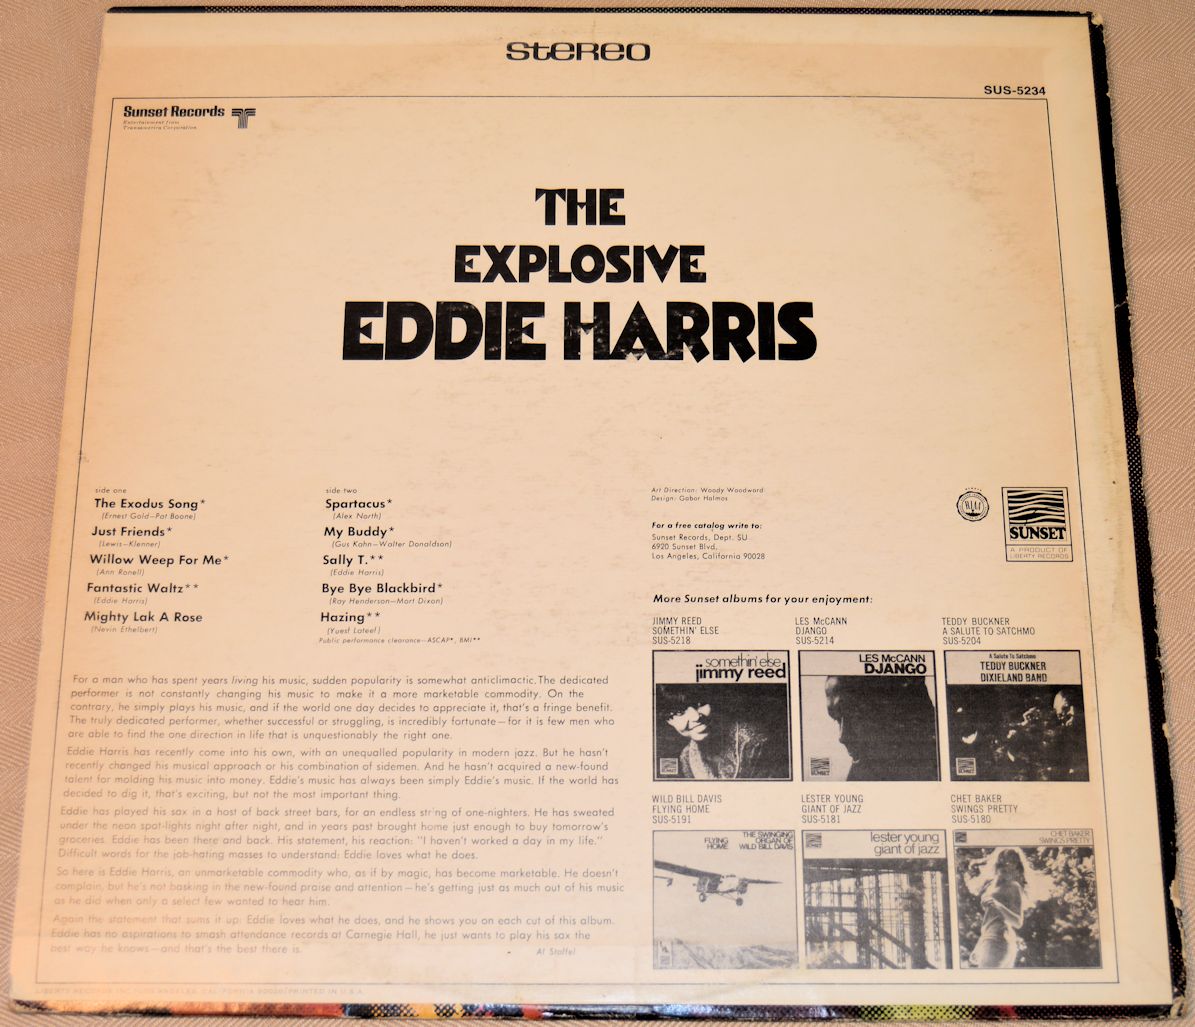 STEREO
SUS-5234
Sunset Records
Entertainment from
Transamerica Corporation
THE
EXPLOSIVE
EDDIE HARRIS
side one
The Exodus Song*
(Ernest Gold—Pat Boone)
Just Friends*
(Lewis—Klenner)
Willow Weep For Me*
(Ann Ronell)
Fantastic Waltz**
(Eddie Harris)
Mighty Lak A Rose
(Nevin Ethelbert)
side two
Spartacus*
(Alex North)
My Buddy*
(Gus Kahn—Walter Donaldson)
Sally T.**
(Eddie Harris)
Bye Bye Blackbird*
(Ray Henderson—Mort Dixon)
Hazing**
(Yusef Lateef)
Public performance clearance—ASCAP*, BMI**
Art Direction: Woody Woodward
Design: Gabor Halmos
For a free catalog write to:
Sunset Records, Dept. SU
6920 Sunset Blvd.
Los Angeles, California 90028
RIAA
SUNSET
A PRODUCT OF
LIBERTY RECORDS
For a man who has spent years living his music, sudden popularity is somewhat anticlimactic. The dedicated
performer is not constantly changing his music to make it a more marketable commodity. On the
contrary, he simply plays his music, and if the world one day decides to appreciate it, that's a fringe benefit.
The truly dedicated performer, whether successful or struggling, is incredibly fortunate—for it is few men who
are able to find the one direction in life that is unquestionably the right one.
Eddie Harris has recently come into his own, with an unequalled popularity in modern jazz. But he hasn't
recently changed his musical approach or his combination of sidemen. And he hasn't acquired a new-found
talent for molding his music into money. Eddie's music has always been simply Eddie's music. If the world has
decided to dig it, that's exciting, but not the most important thing.
Eddie has played his sax in a host of back street bars, for an endless string of one-nighters. He has sweated
under the neon spot-lights night after night, and in years past brought home just enough to buy tomorrow's
groceries. Eddie has been there and back. His statement, his reaction: "I haven't worked a day in my life."
Difficult words for the job-hating masses to understand: Eddie loves what he does.
So here is Eddie Harris, an unmarketable commodity who, as if by magic, has become marketable. He doesn't
complain, but he's not basking in the new-found praise and attention—he's getting just as much out of his music
as he did when only a select few wanted to hear him.
Again the statement that sums it up: Eddie loves what he does, and he shows you on each cut of this album.
Eddie has no aspirations to smash attendance records at Carnegie Hall, he just wants to play his sax the
best way he knows—and that's the best there is.
Al Stoffel
More Sunset albums for your enjoyment:
JIMMY REED
SOMETHIN' ELSE
SUS-5218
LES McCANN
DJANGO
SUS-5214
TEDDY BUCKNER
A SALUTE TO SATCHMO
SUS-5204
somethin' else
jimmy reed
SUNSET
LES McCANN
DJANGO
SUNSET
A Salute To Satchmo
TEDDY BUCKNER
DIXIELAND BAND
SUNSET
WILD BILL DAVIS
FLYING HOME
SUS-5191
LESTER YOUNG
GIANT OF JAZZ
SUS-5181
CHET BAKER
SWINGS PRETTY
SUS-5180
FLYING
HOME
THE SWINGING
ORGAN OF
WILD BILL DAVIS
lester young
giant of jazz
CHET BAKER
SWINGS PRETTY
LIBERTY RECORDS, INC., LOS ANGELES, CALIFORNIA 90028/PRINTED IN U.S.A.